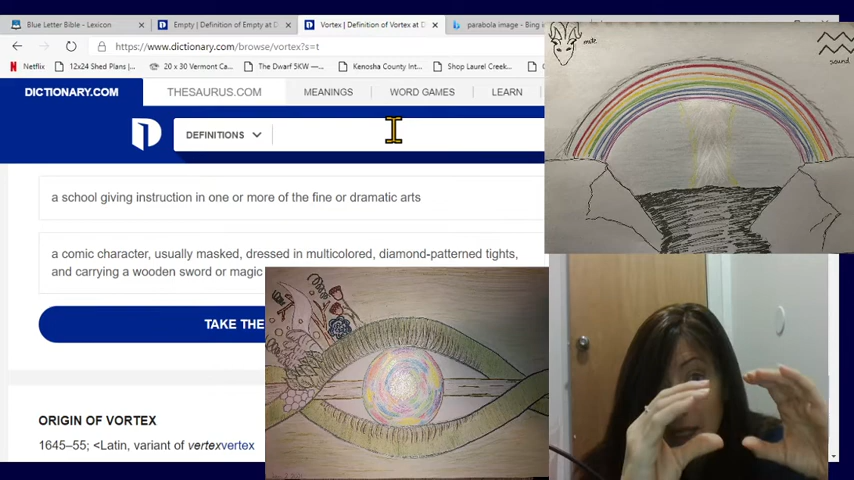 Blue Letter Bible - Lexicon
Empty | Definition of Empty at D
Vortex | Definition of Vortex at D
parabola image - Bing i
https://www.dictionary.com/browse/vortex?s=t
Netflix
12x24 Shed Plans |...
20 x 30 Vermont Ca...
The Dwarf 5KW —...
Kenosha County Int...
Shop Laurel Creek...
DICTIONARY.COM
THESAURUS.COM
MEANINGS
WORD GAMES
LEARN
DEFINITIONS
a school giving instruction in one or more of the fine or dramatic arts
a comic character, usually masked, dressed in multicolored, diamond-patterned tights,
and carrying a wooden sword or magic
TAKE THE
ORIGIN OF VORTEX
1645–55; <Latin, variant of vertexvertex
mate
sound